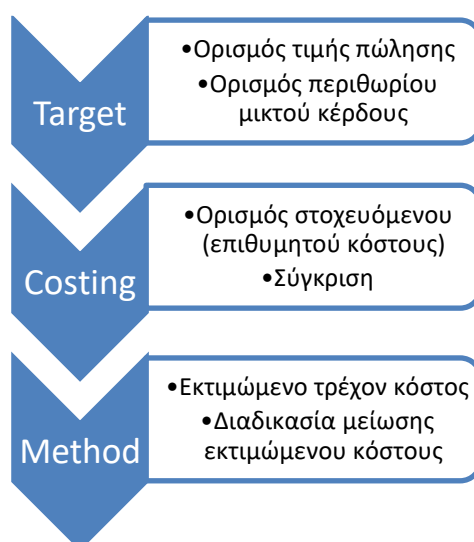 Target
•Ορισμός τιμής πώλησης
•Ορισμός περιθωρίου
μικτού κέρδους
Costing
•Ορισμός στοχευόμενου
(επιθυμητού κόστους)
•Σύγκριση
Method
•Εκτιμώμενο τρέχον κόστος
•Διαδικασία μείωσης
εκτιμώμενου κόστους